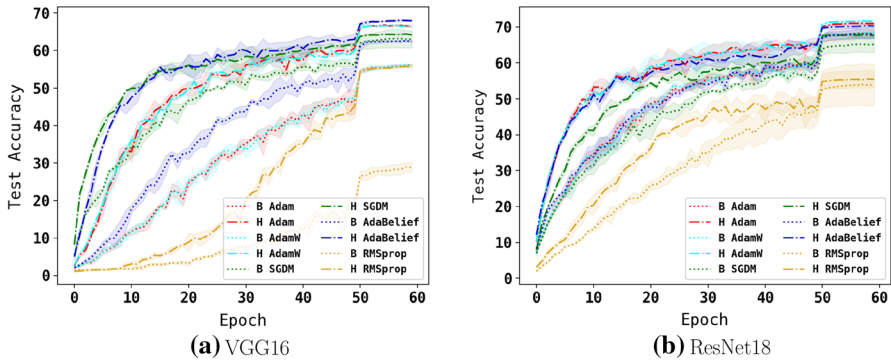 Test Accuracy
70
60
50
40
30
20
10
0
B Adam
H Adam
B AdamW
H AdamW
B SGDM
H SGDM
B AdaBelief
H AdaBelief
B RMSprop
H RMSprop
0 10 20 30 40 50 60
Epoch
(a) VGG16
Test Accuracy
70
60
50
40
30
20
10
0
B Adam
H Adam
B AdamW
H AdamW
B SGDM
H SGDM
B AdaBelief
H AdaBelief
B RMSprop
H RMSprop
0 10 20 30 40 50 60
Epoch
(b) ResNet18